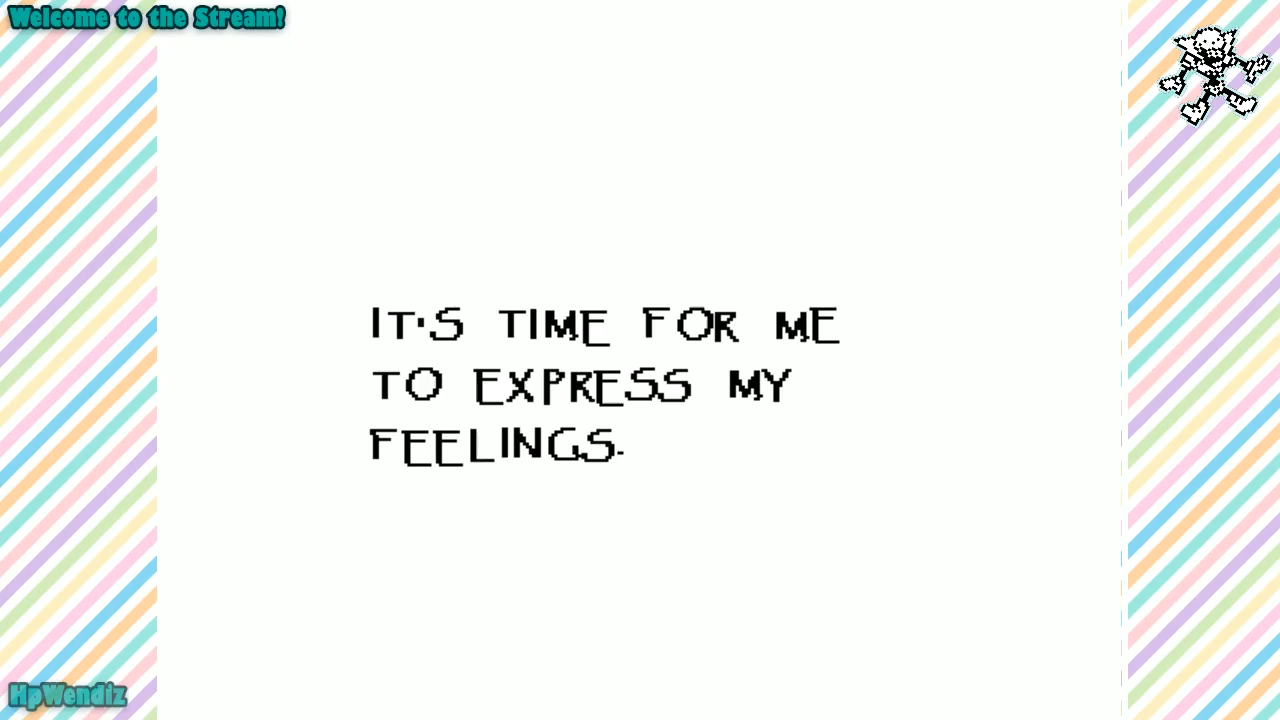 Welcome to the Stream!
IT'S TIME FOR ME
TO EXPRESS MY
FEELINGS.
HpWendiz